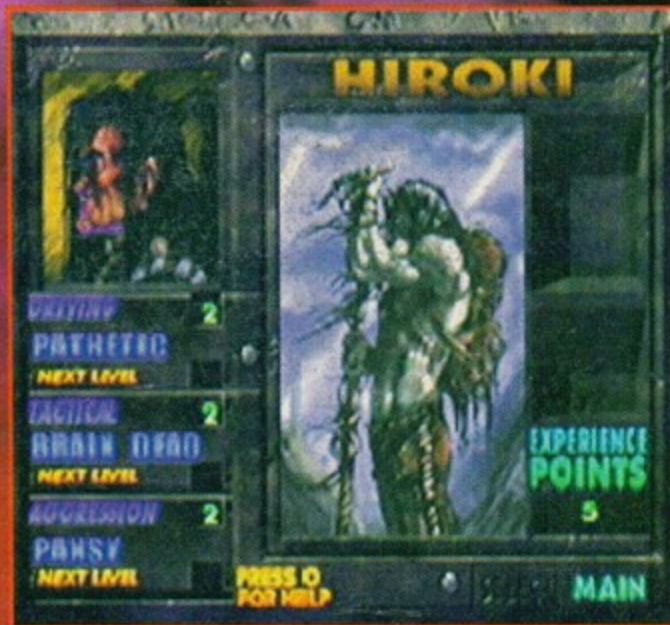 HIROKI
DRIVING 2
PATHETIC
NEXT LEVEL
TACTICAL 2
BRAIN DEAD
NEXT LEVEL
AGGRESSION 2
PANSY
NEXT LEVEL
EXPERIENCE
POINTS
5
PRESS O
FOR HELP
MAIN